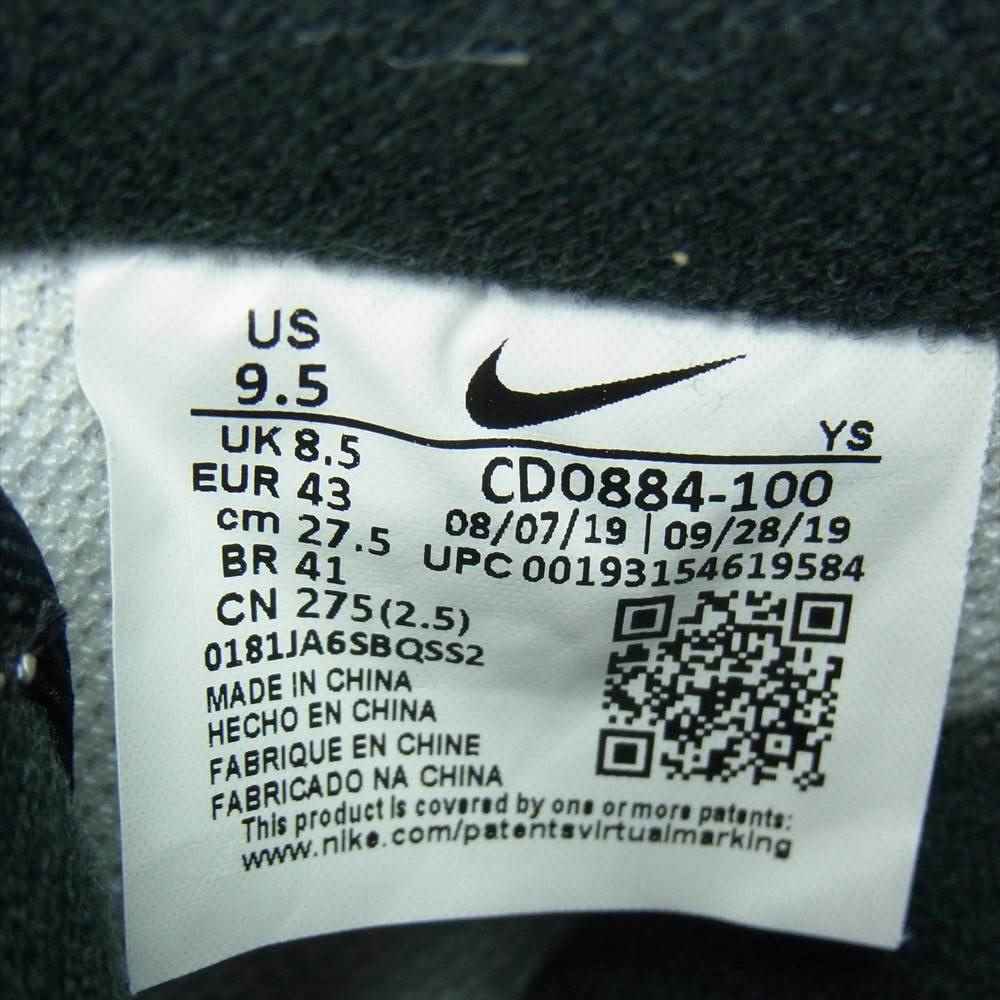 US
9.5
YS
UK 8.5
EUR 43
cm 27.5
BR 41
CN 275(2.5)
CD0884-100
08/07/19 | 09/28/19
UPC 00193154619584
0181JA6SBQSS2
MADE IN CHINA
HECHO EN CHINA
FABRIQUE EN CHINE
FABRICADO NA CHINA
This product is covered by one or more patents:
www.nike.com/patentsvirtualmarking